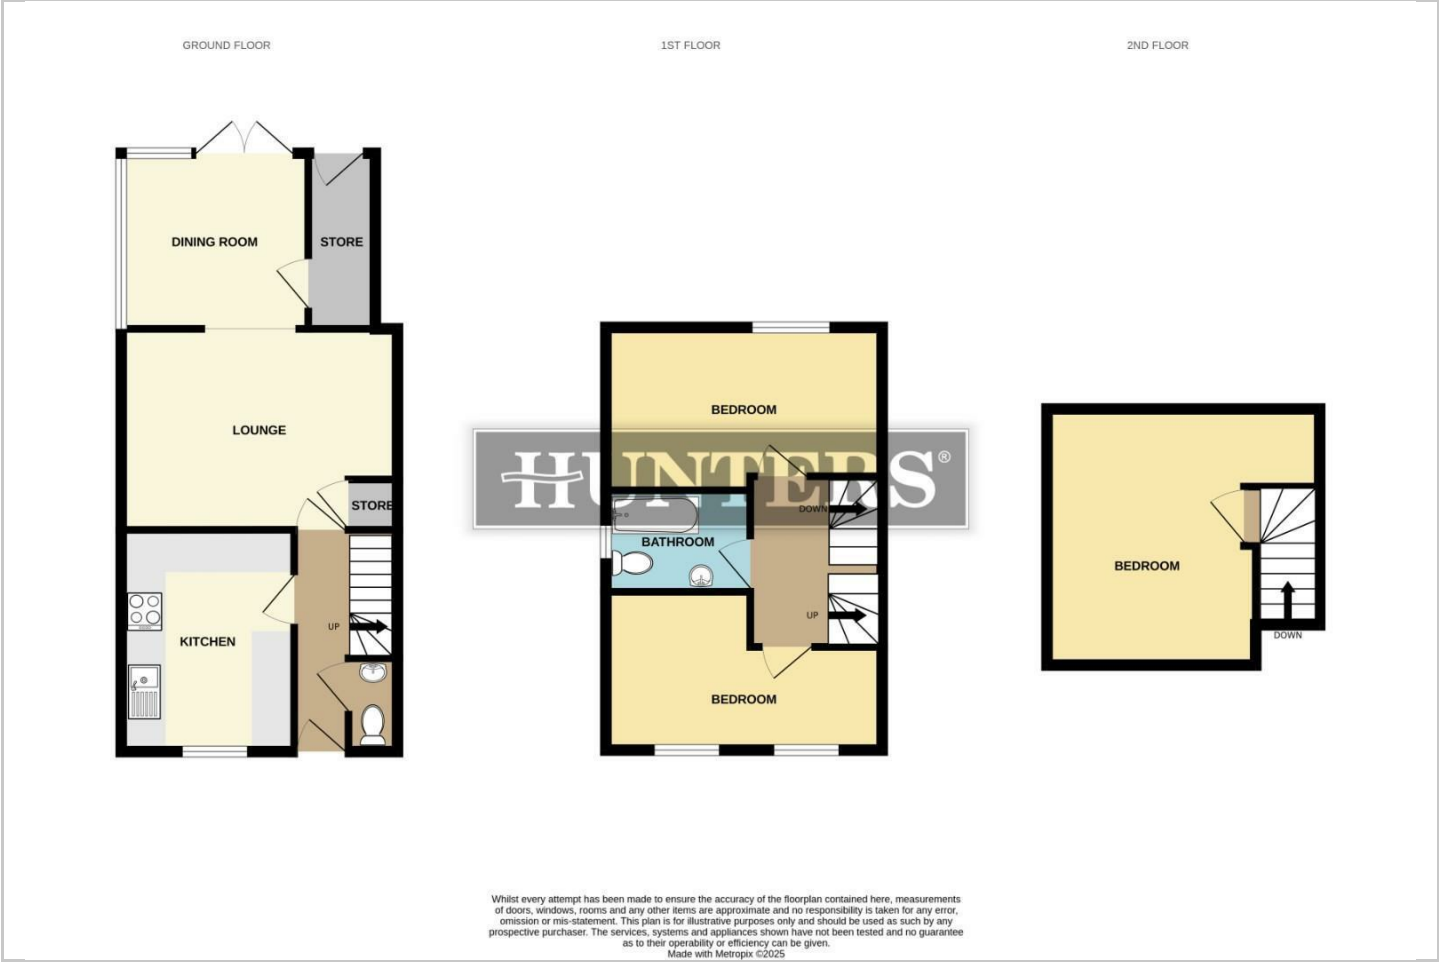 GROUND FLOOR
1ST FLOOR
2ND FLOOR
DINING ROOM
STORE
LOUNGE
STORE
KITCHEN
UP
BEDROOM
HUNTERS®
DOWN
BATHROOM
UP
BEDROOM
BEDROOM
DOWN
Whilst every attempt has been made to ensure the accuracy of the floorplan contained here, measurements
of doors, windows, rooms and any other items are approximate and no responsibility is taken for any error,
omission or mis-statement. This plan is for illustrative purposes only and should be used as such by any
prospective purchaser. The services, systems and appliances shown have not been tested and no guarantee
as to their operability or efficiency can be given.
Made with Metropix ©2025